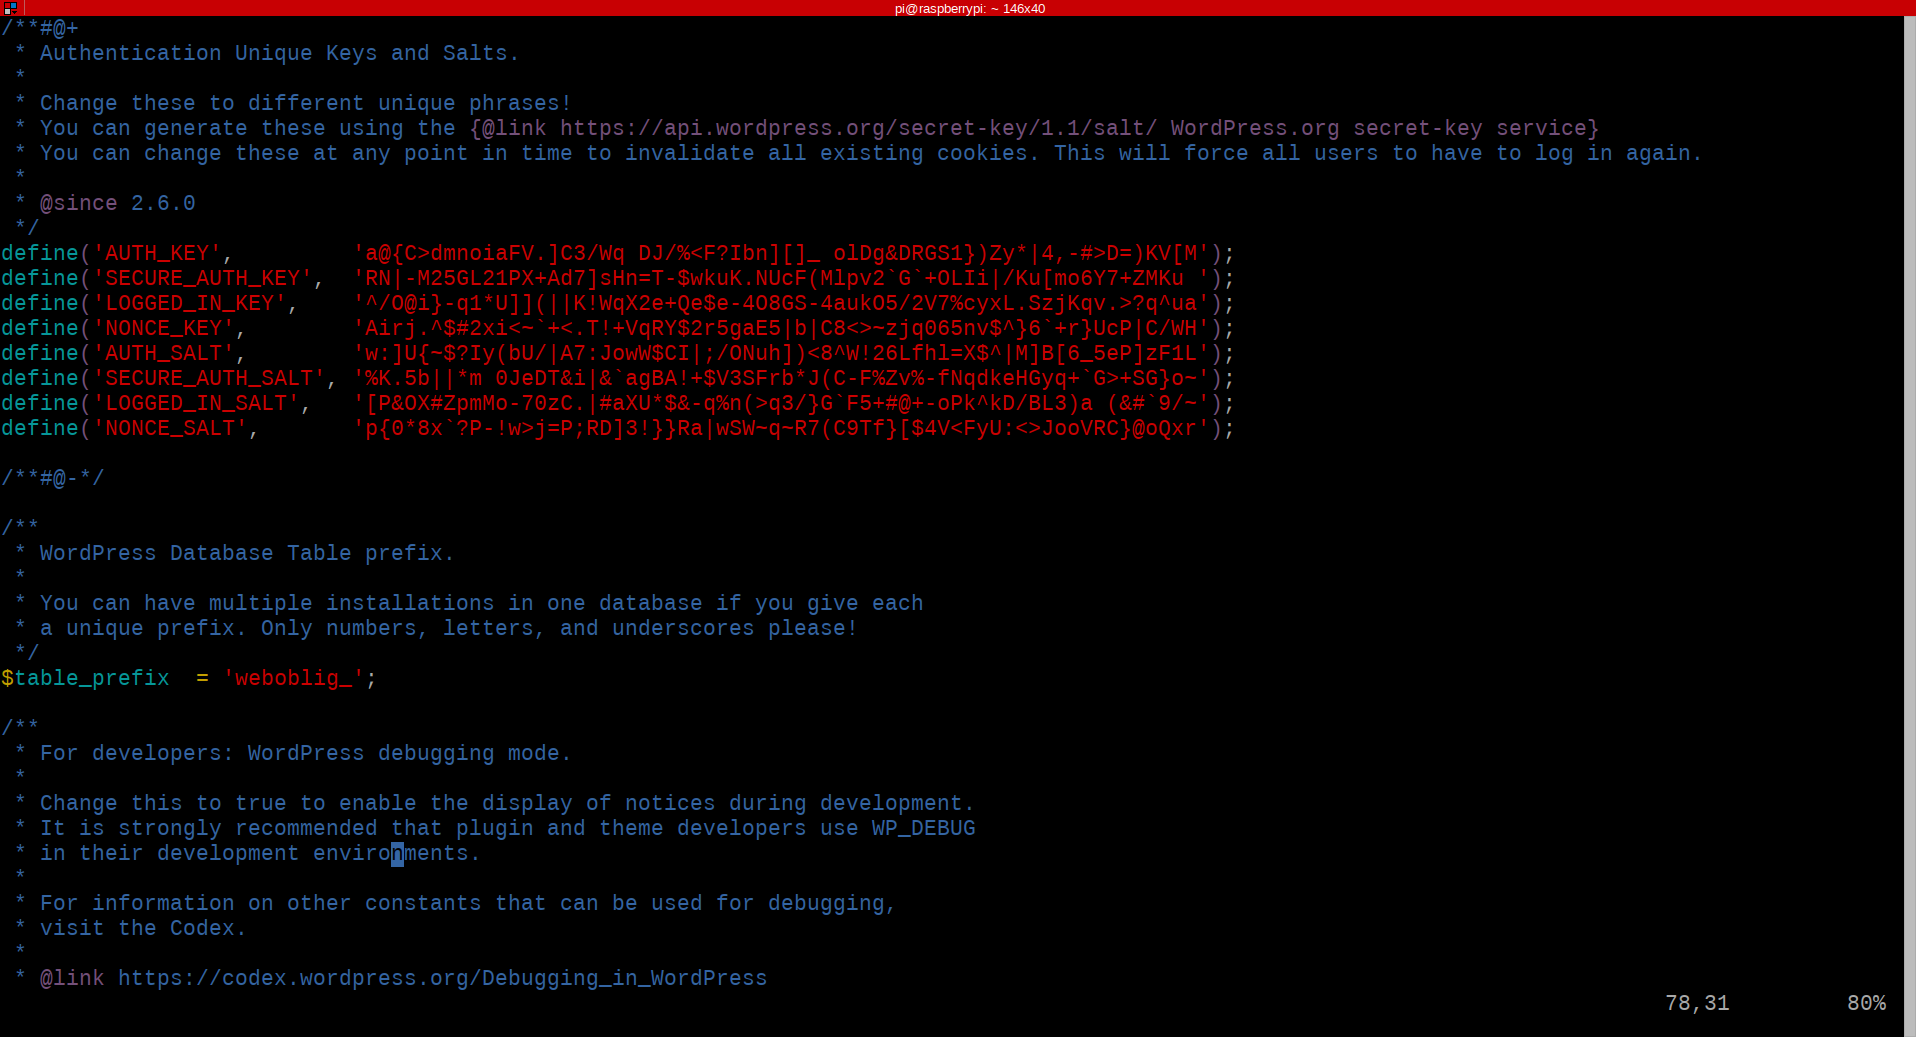 pi@raspberrypi: ~ 146x40
/**#@+
 * Authentication Unique Keys and Salts.
 *
 * Change these to different unique phrases!
 * You can generate these using the {@link https://api.wordpress.org/secret-key/1.1/salt/ WordPress.org secret-key service}
 * You can change these at any point in time to invalidate all existing cookies. This will force all users to have to log in again.
 *
 * @since 2.6.0
 */
define('AUTH_KEY',         'a@{C>dmnoiaFV.]C3/Wq DJ/%<F?Ibn][]_ olDg&DRGS1})Zy*|4,-#>D=)KV[M');
define('SECURE_AUTH_KEY',  'RN|-M25GL21PX+Ad7]sHn=T-$wkuK.NUcF(Mlpv2`G`+OLIi|/Ku[mo6Y7+ZMKu ');
define('LOGGED_IN_KEY',    '^/O@i}-q1*U]](||K!WqX2e+Qe$e-4O8GS-4aukO5/2V7%cyxL.SzjKqv.>?q^ua');
define('NONCE_KEY',        'Airj.^$#2xi<~`+<.T!+VqRY$2r5gaE5|b|C8<>~zjq065nv$^}6`+r}UcP|C/WH');
define('AUTH_SALT',        'w:]U{~$?Iy(bU/|A7:JowW$CI|;/ONuh])<8^W!26Lfhl=X$^|M]B[6_5eP]zF1L');
define('SECURE_AUTH_SALT', '%K.5b||*m 0JeDT&i|&`agBA!+$V3SFrb*J(C-F%Zv%-fNqdkeHGyq+`G>+SG}o~');
define('LOGGED_IN_SALT',   '[P&OX#ZpmMo-70zC.|#aXU*$&-q%n(>q3/}G`F5+#@+-oPk^kD/BL3)a (&#`9/~');
define('NONCE_SALT',       'p{0*8x`?P-!w>j=P;RD]3!}}Ra|wSW~q~R7(C9Tf}[$4V<FyU:<>JooVRC}@oQxr');
/**#@-*/
/**
 * WordPress Database Table prefix.
 *
 * You can have multiple installations in one database if you give each
 * a unique prefix. Only numbers, letters, and underscores please!
 */
$table_prefix  = 'weboblig_';
/**
 * For developers: WordPress debugging mode.
 *
 * Change this to true to enable the display of notices during development.
 * It is strongly recommended that plugin and theme developers use WP_DEBUG
 * in their development environments.
 *
 * For information on other constants that can be used for debugging,
 * visit the Codex.
 *
 * @link https://codex.wordpress.org/Debugging_in_WordPress
78,31 80%